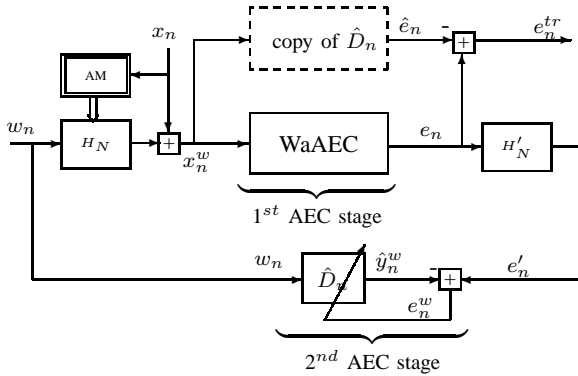 x_n
copy of \hat{D}_n
\hat{e}_n
-
+
e_n^{tr}
AM
w_n
H_N
+
x_n^w
WaAEC
e_n
H'_N
1^{st} AEC stage
w_n
\hat{D}_n
\hat{y}_n^w
-
+
e'_n
e_n^w
2^{nd} AEC stage